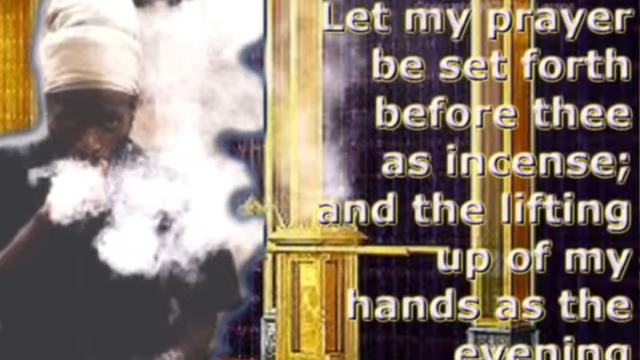 Let my prayer
be set forth
before thee
as incense;
and the lifting
up of my
hands as the
evening